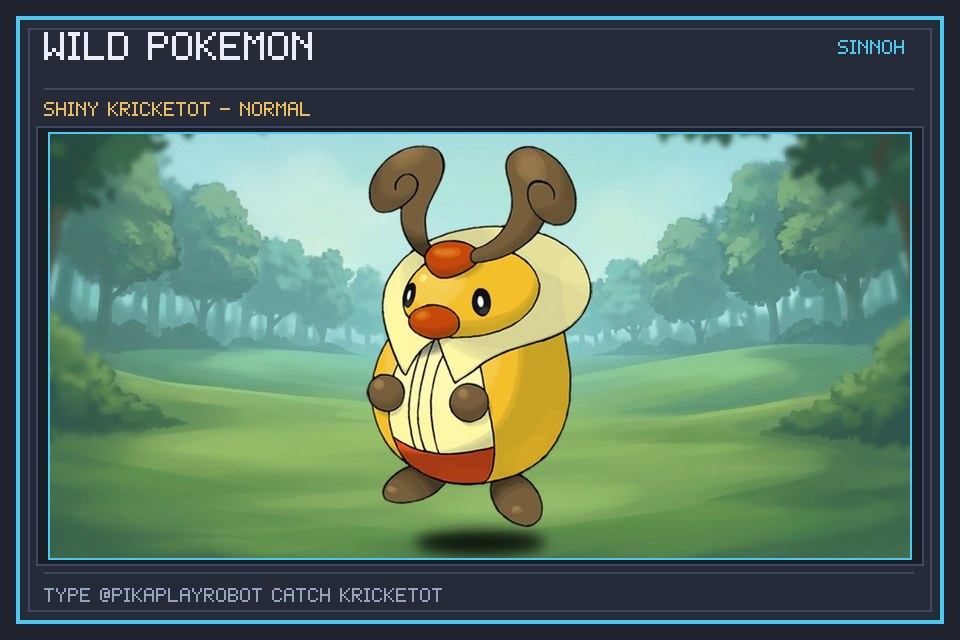 WILD POKEMON
SINNOH
SHINY KRICKETOT - NORMAL
TYPE @PIKAPLAYROBOT CATCH KRICKETOT